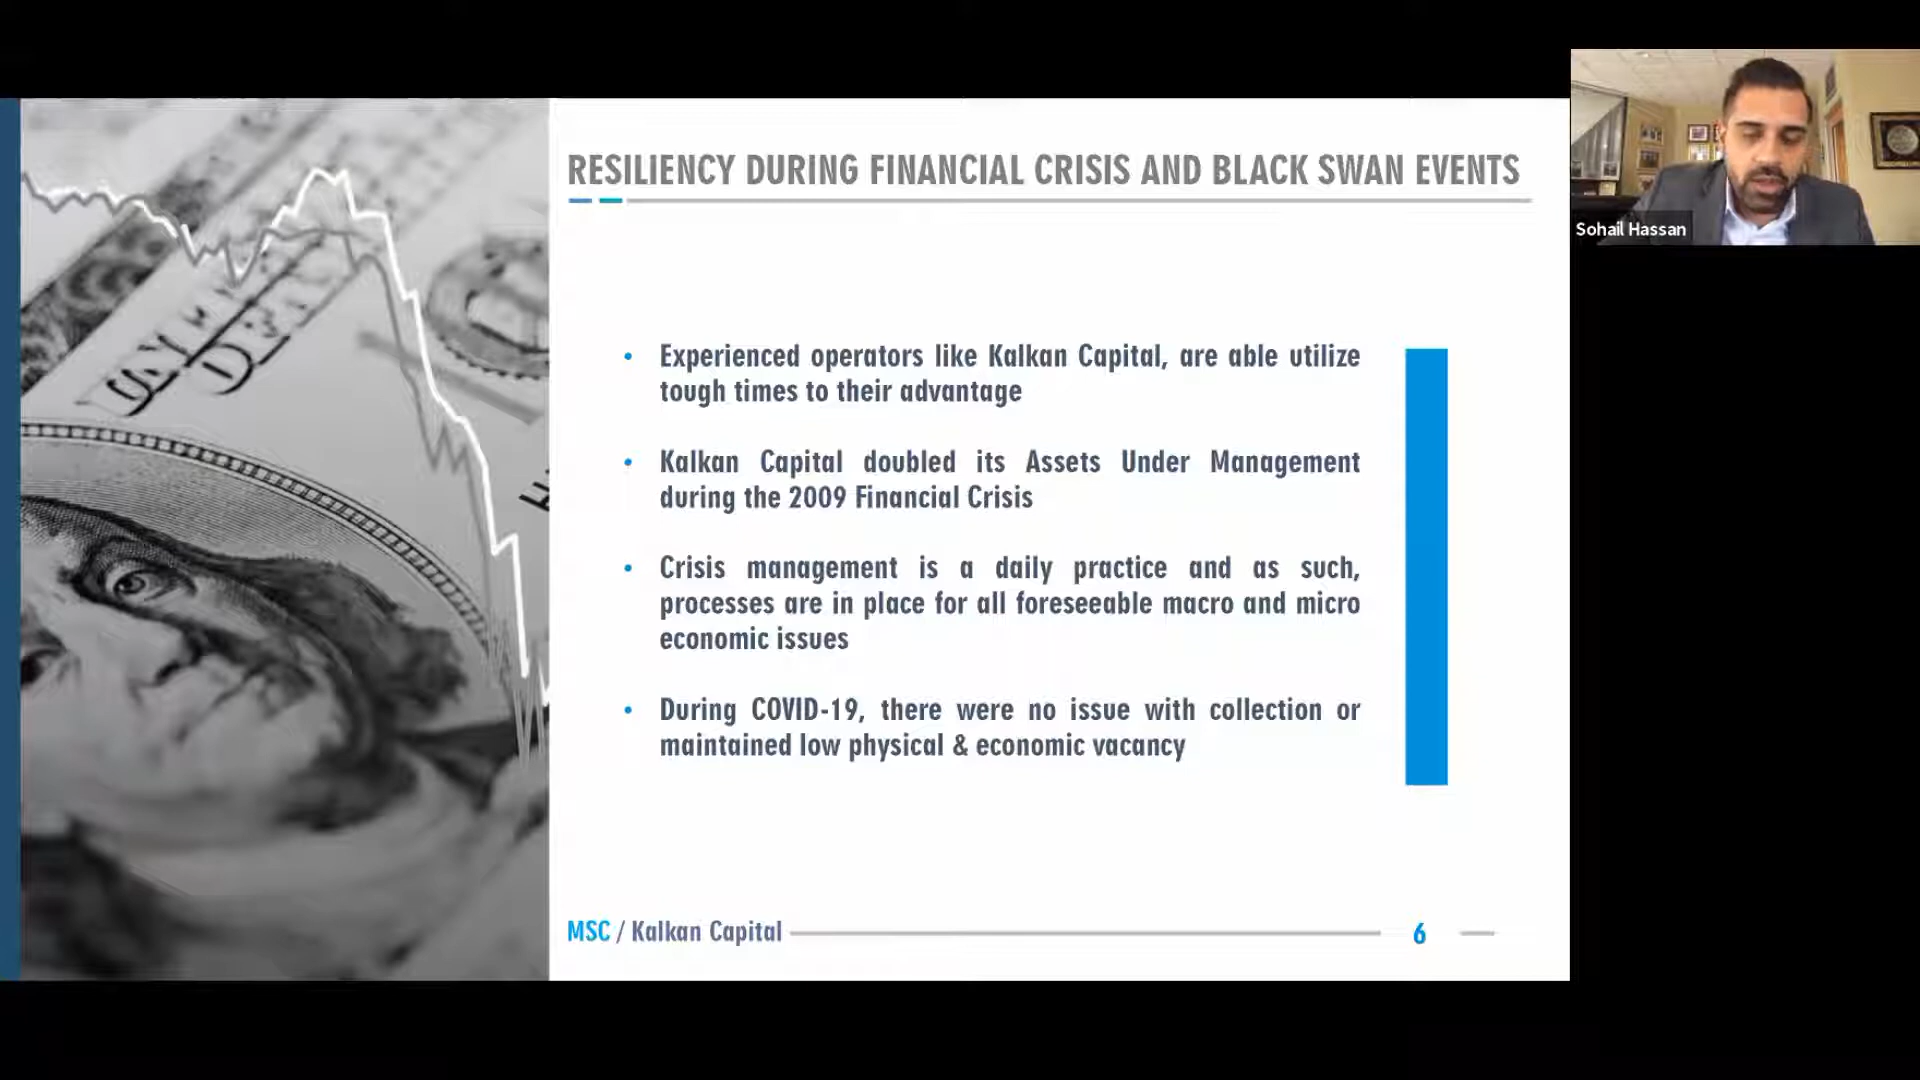 RESILIENCY DURING FINANCIAL CRISIS AND BLACK SWAN EVENTS
Sohail Hassan
• Experienced operators like Kalkan Capital, are able utilize
tough times to their advantage
• Kalkan Capital doubled its Assets Under Management
during the 2009 Financial Crisis
• Crisis management is a daily practice and as such,
processes are in place for all foreseeable macro and micro
economic issues
• During COVID-19, there were no issue with collection or
maintained low physical & economic vacancy
MSC / Kalkan Capital
6